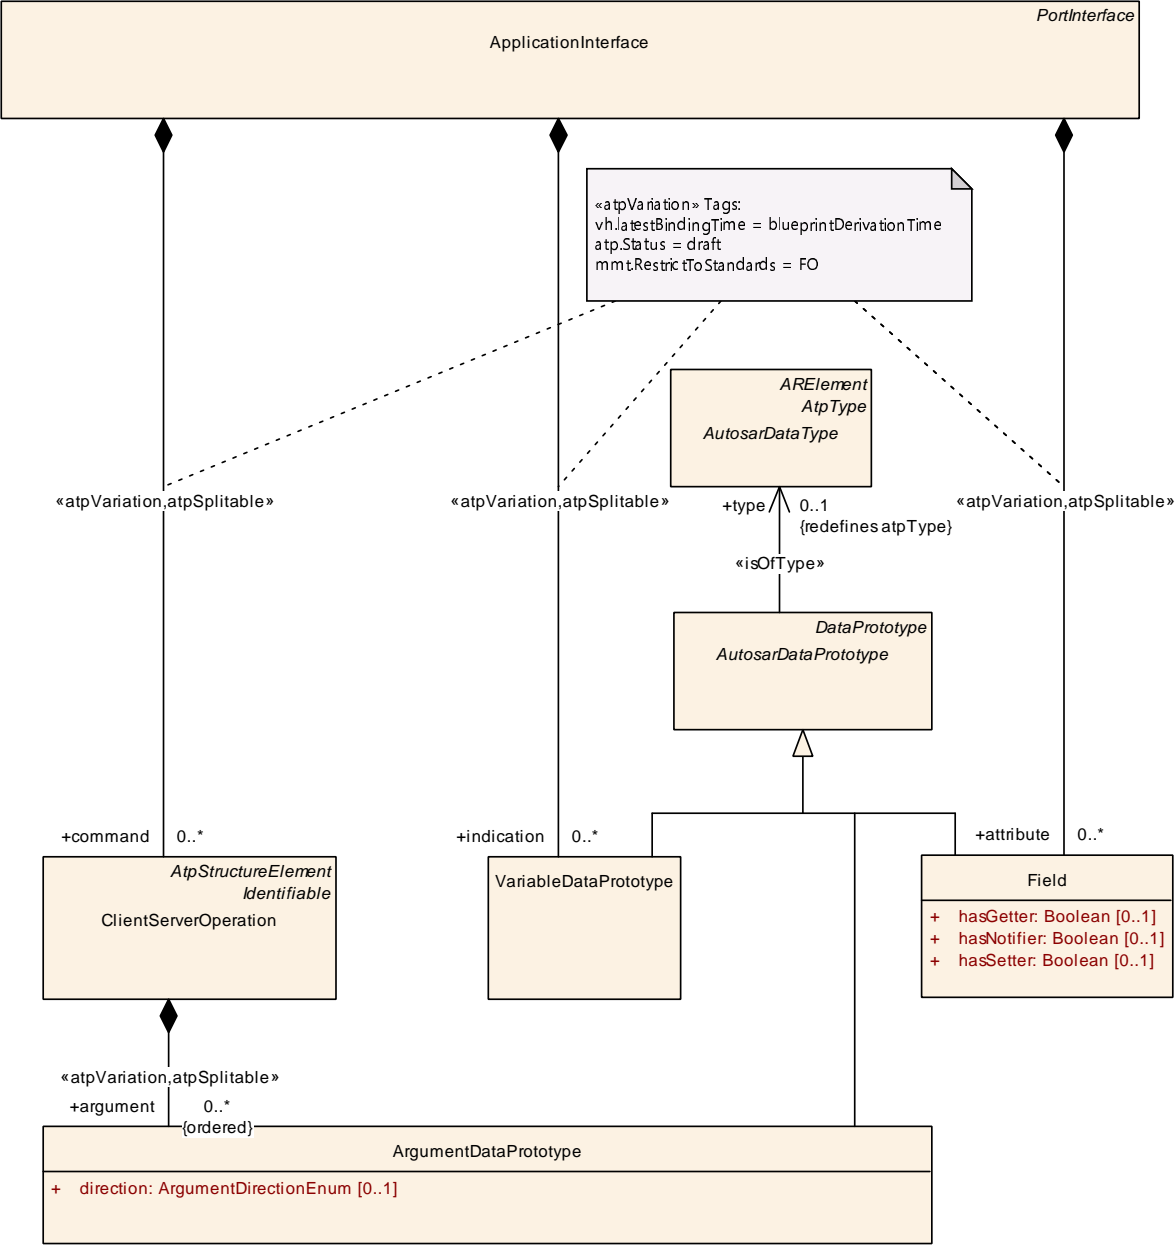 PortInterface
ApplicationInterface
«atpVariation» Tags:
vh.latestBindingTime = blueprintDerivationTime
atp.Status = draft
mmt.RestrictToStandards = FO
ARElement
AtpType
AutosarDataType
«atpVariation,atpSplitable»
«atpVariation,atpSplitable»
«atpVariation,atpSplitable»
+type
0..1
{redefines atpType}
«isOfType»
DataPrototype
AutosarDataPrototype
+command
0..*
+indication
0..*
+attribute
0..*
AtpStructureElement
Identifiable
ClientServerOperation
VariableDataPrototype
Field
+ hasGetter: Boolean [0..1]
+ hasNotifier: Boolean [0..1]
+ hasSetter: Boolean [0..1]
«atpVariation,atpSplitable»
+argument
0..*
{ordered}
ArgumentDataPrototype
+ direction: ArgumentDirectionEnum [0..1]